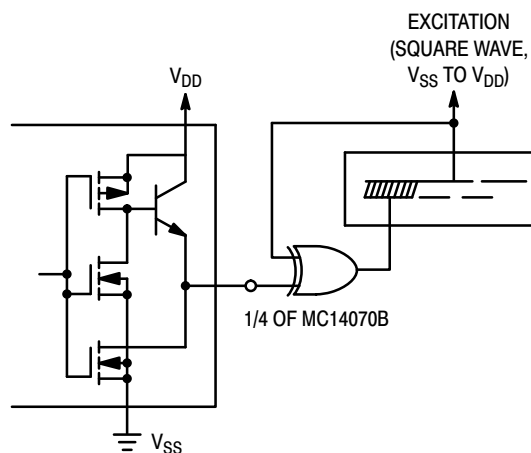 EXCITATION
(SQUARE WAVE,
VSS TO VDD)
VDD
1/4 OF MC14070B
VSS